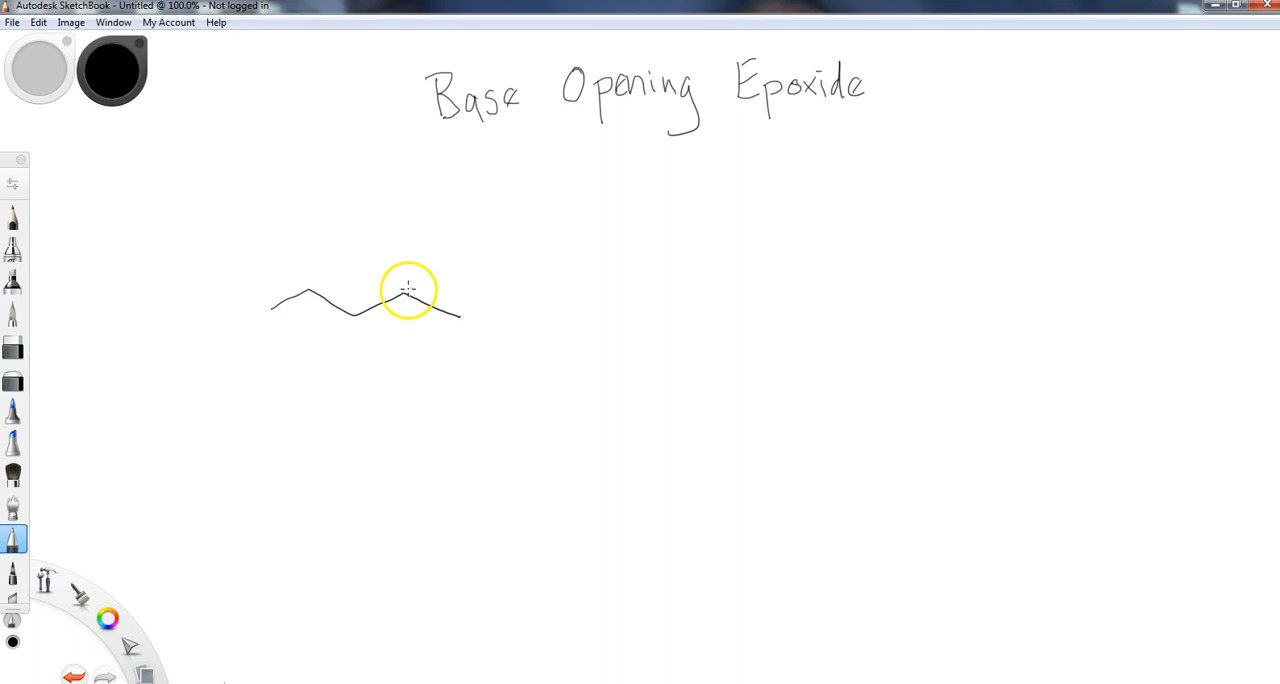 Autodesk SketchBook - Untitled @ 100.0% - Not logged in
File Edit Image Window My Account Help
Base Opening Epoxide